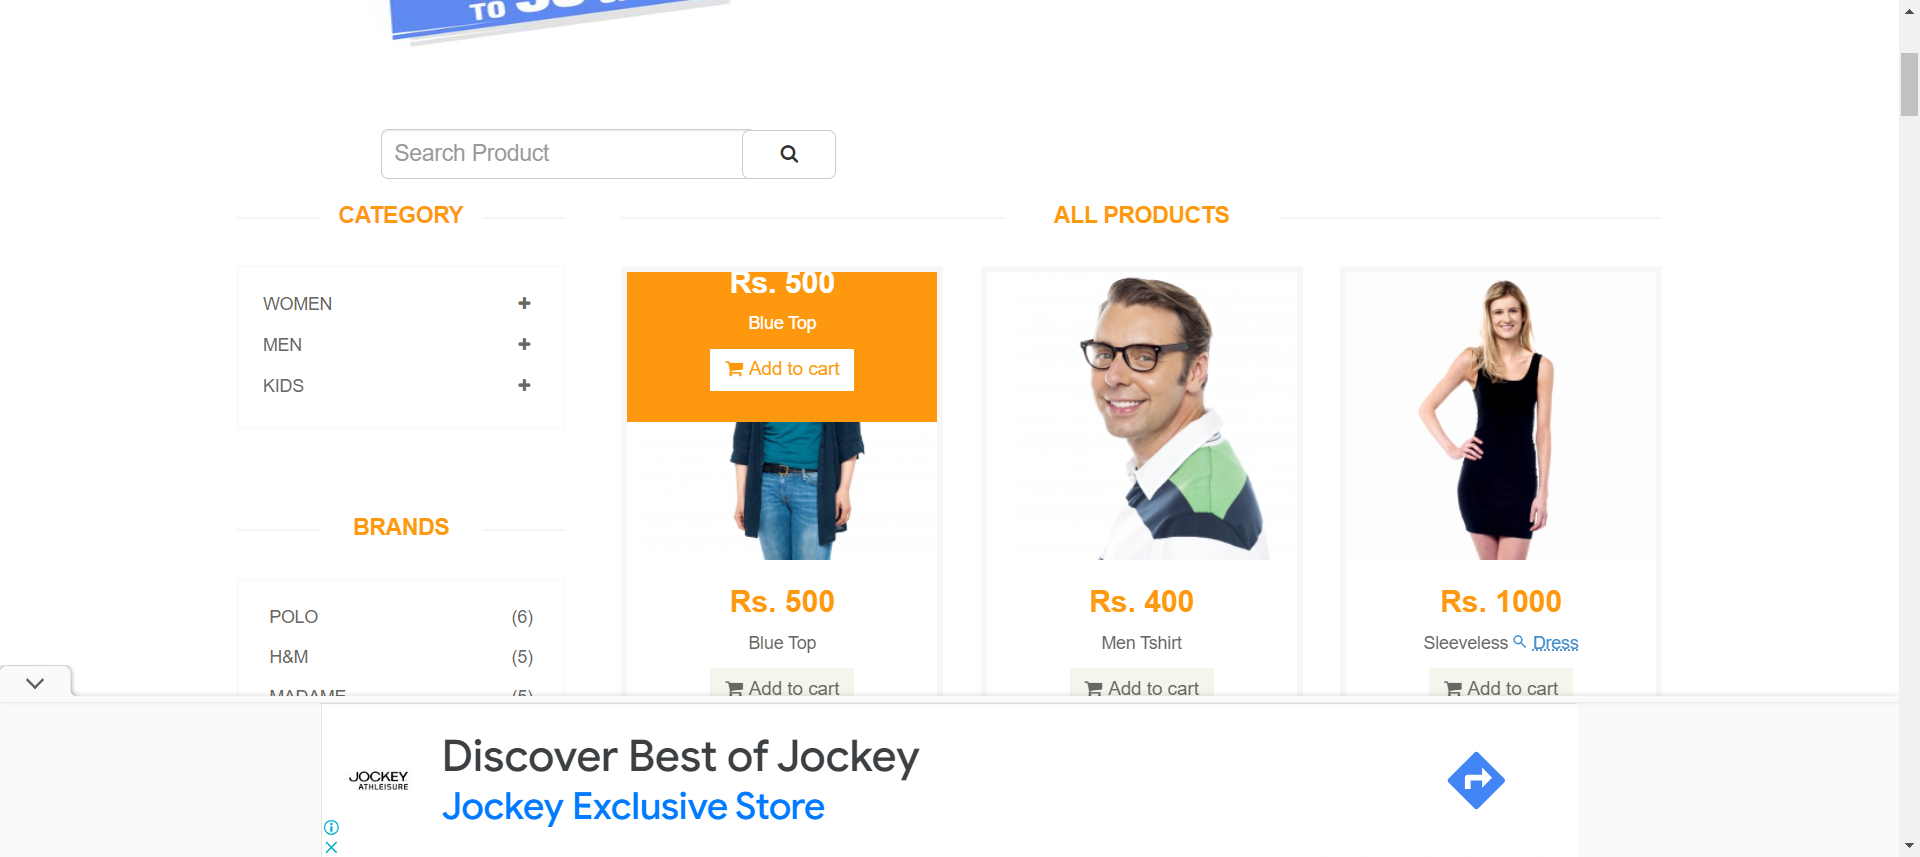 TO
Search Product
CATEGORY
ALL PRODUCTS
WOMEN
MEN
KIDS
Rs. 500
Blue Top
Add to cart
BRANDS
POLO (6)
H&M (5)
MADAME (5)
Rs. 500
Blue Top
Add to cart
Rs. 400
Men Tshirt
Add to cart
Rs. 1000
Sleeveless Dress
Add to cart
JOCKEY
ATHLEISURE
Discover Best of Jockey
Jockey Exclusive Store